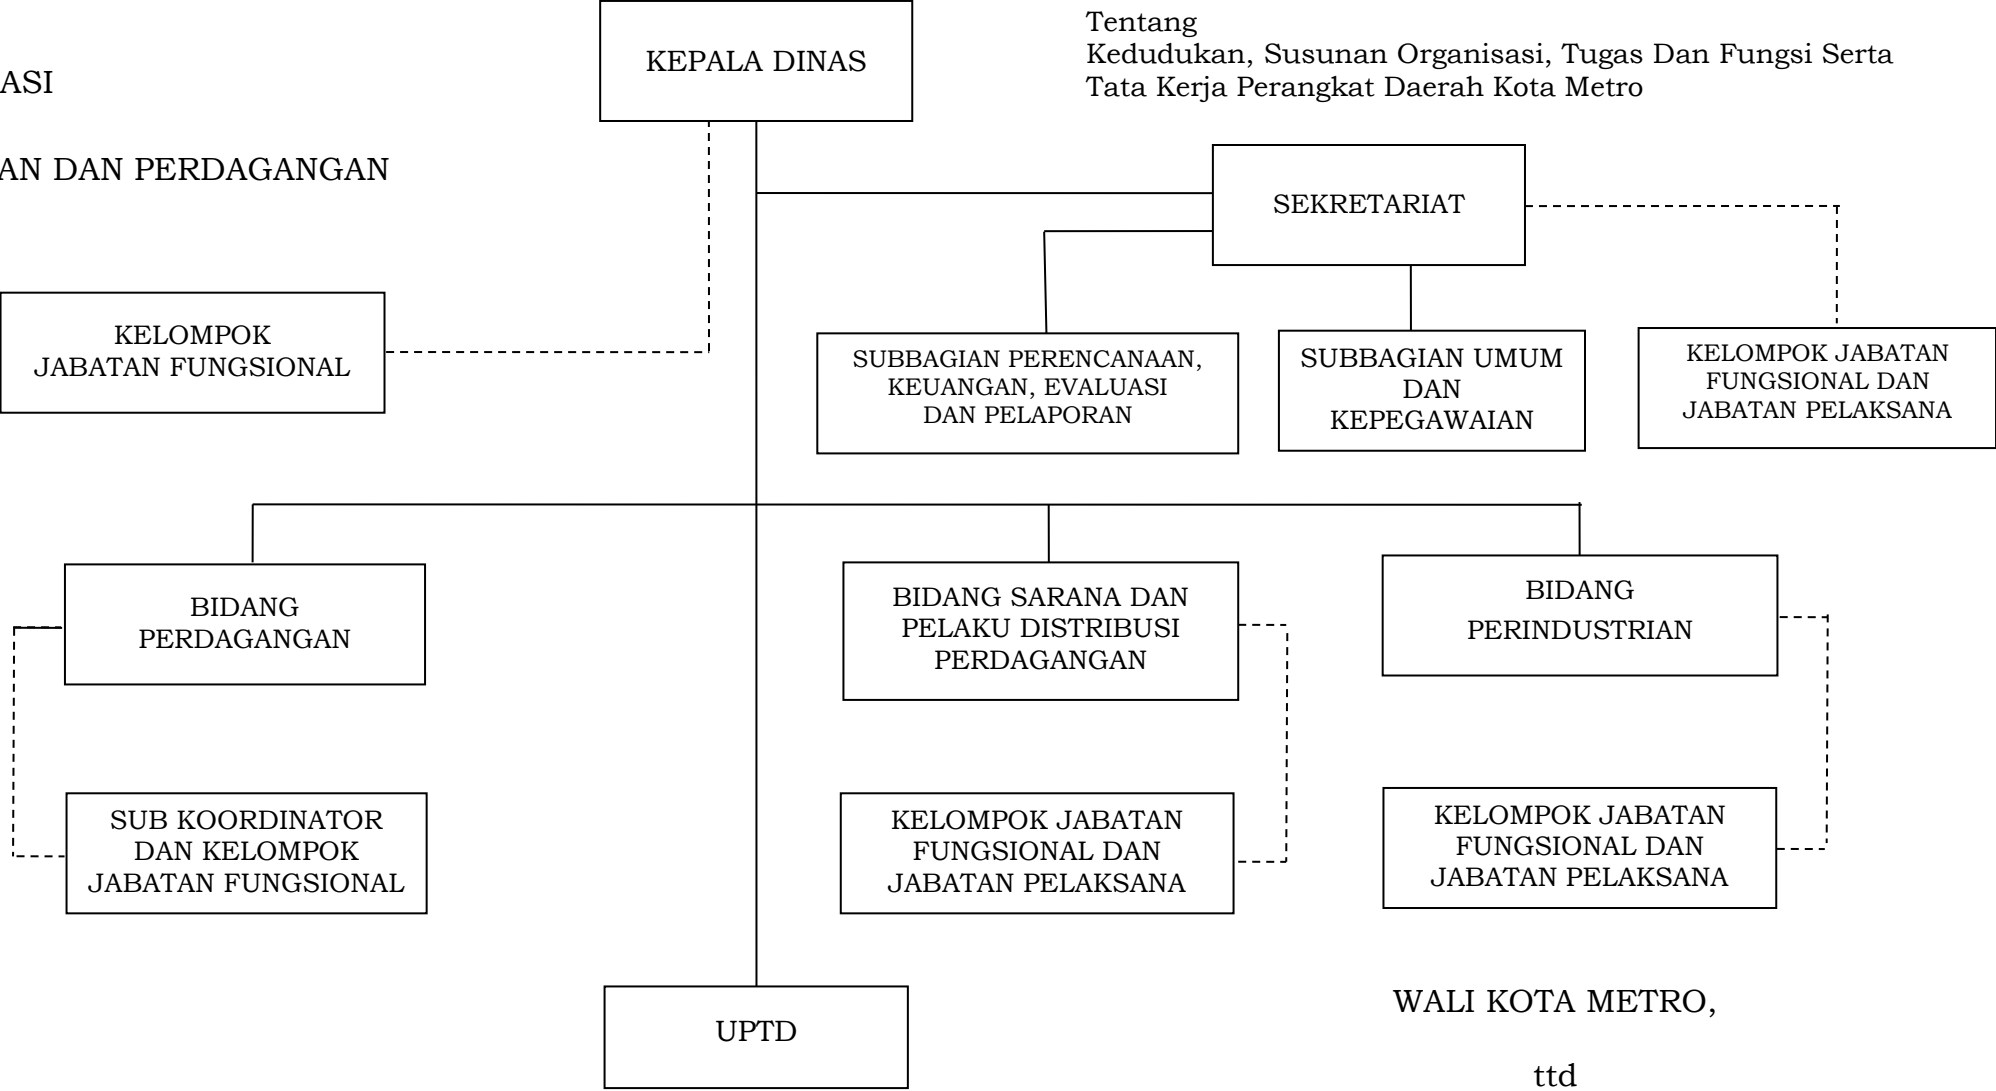 Tentang
Kedudukan, Susunan Organisasi, Tugas Dan Fungsi Serta
Tata Kerja Perangkat Daerah Kota Metro
ASI
AN DAN PERDAGANGAN
KEPALA DINAS
SEKRETARIAT
KELOMPOK
JABATAN FUNGSIONAL
SUBBAGIAN PERENCANAAN,
KEUANGAN, EVALUASI
DAN PELAPORAN
SUBBAGIAN UMUM
DAN
KEPEGAWAIAN
KELOMPOK JABATAN
FUNGSIONAL DAN
JABATAN PELAKSANA
BIDANG
PERDAGANGAN
BIDANG SARANA DAN
PELAKU DISTRIBUSI
PERDAGANGAN
BIDANG
PERINDUSTRIAN
SUB KOORDINATOR
DAN KELOMPOK
JABATAN FUNGSIONAL
KELOMPOK JABATAN
FUNGSIONAL DAN
JABATAN PELAKSANA
KELOMPOK JABATAN
FUNGSIONAL DAN
JABATAN PELAKSANA
UPTD
WALI KOTA METRO,
ttd